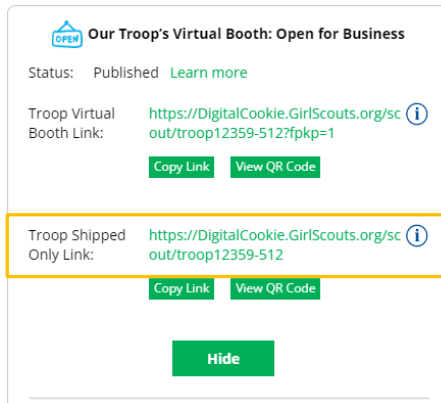 OPEN Our Troop's Virtual Booth: Open for Business
Status: Published Learn more
Troop Virtual https://DigitalCookie.GirlScouts.org/sc i
Booth Link: out/troop12359-512?fpkp=1
Copy Link View QR Code
Troop Shipped https://DigitalCookie.GirlScouts.org/sc i
Only Link: out/troop12359-512
Copy Link View QR Code
Hide